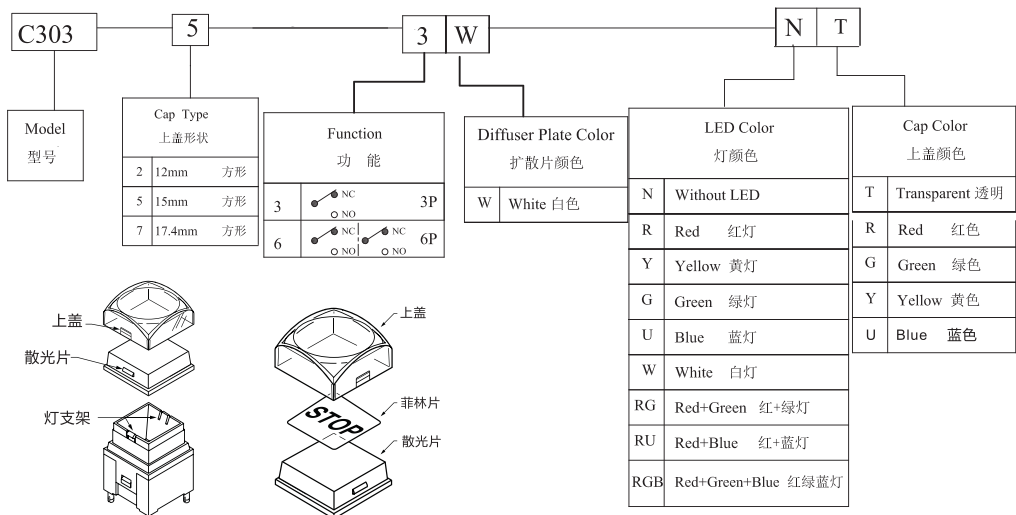 C303 5 3 W N T
Model
型号
Cap Type
上盖形状
2 12mm 方形
5 15mm 方形
7 17.4mm 方形
Function
功 能
3 NC NO 3P
6 NC NO NC NO 6P
Diffuser Plate Color
扩散片颜色
W White 白色
LED Color
灯颜色
N Without LED
R Red 红灯
Y Yellow 黄灯
G Green 绿灯
U Blue 蓝灯
W White 白灯
RG Red+Green 红+绿灯
RU Red+Blue 红+蓝灯
RGB Red+Green+Blue 红绿蓝灯
Cap Color
上盖颜色
T Transparent 透明
R Red 红色
G Green 绿色
Y Yellow 黄色
U Blue 蓝色
上盖
散光片
灯支架
上盖
菲林片
STOP
散光片